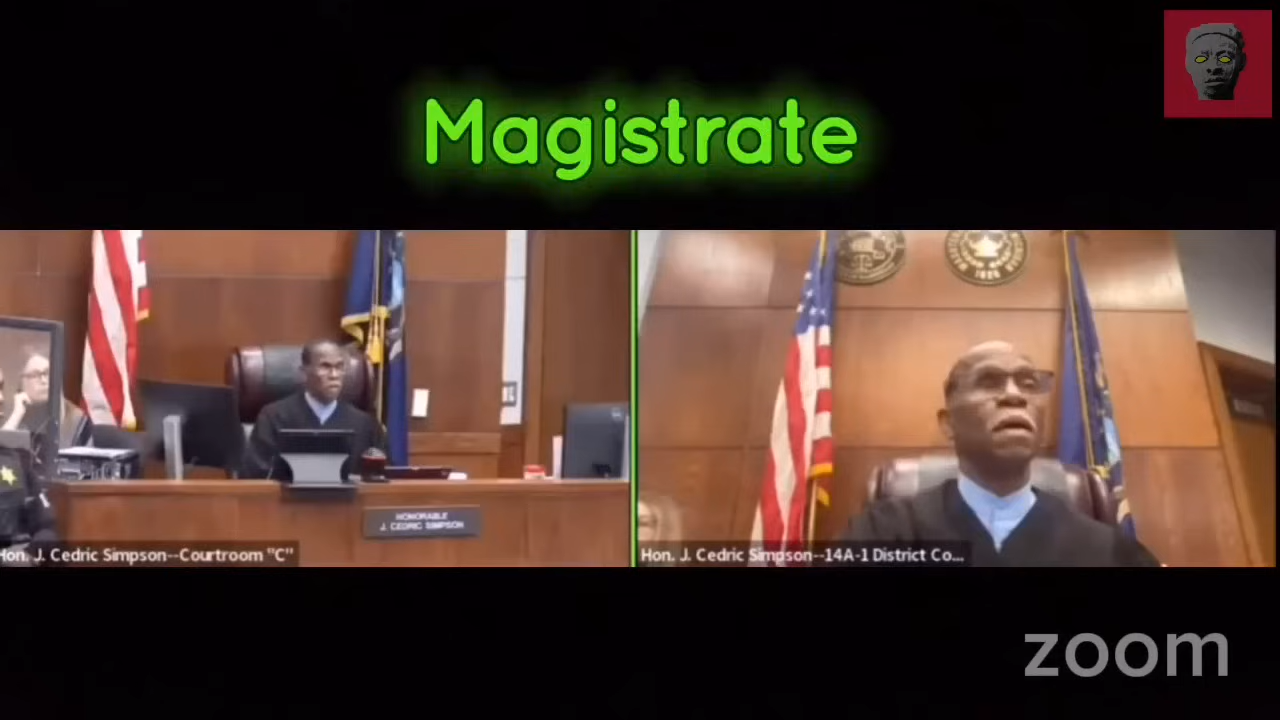 Magistrate
HONORABLE
J. CEDRIC SIMPSON
Hon. J. Cedric Simpson--Courtroom "C"
Hon. J. Cedric Simpson--14A-1 District Co...
zoom